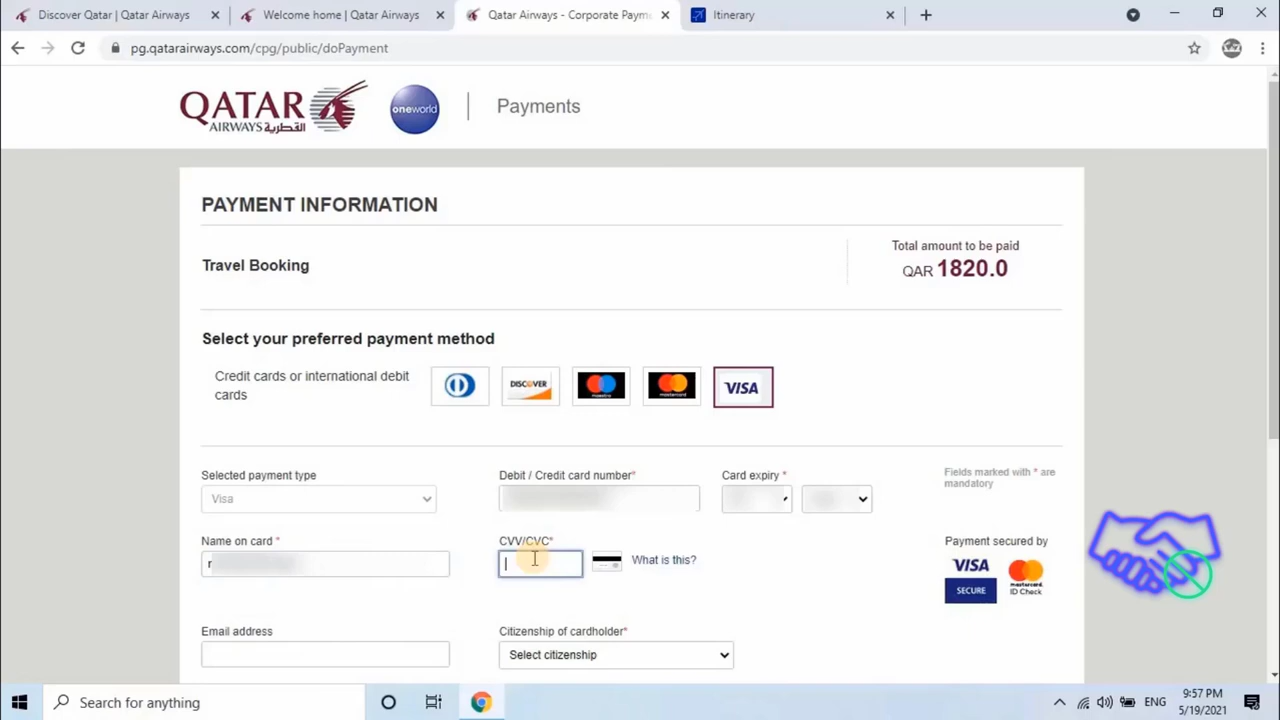 Discover Qatar | Qatar Airways
Welcome home | Qatar Airways
Qatar Airways - Corporate Payme
Itinerary
pg.qatarairways.com/cpg/public/doPayment
QATAR
AIRWAYS القطرية
oneworld
Payments
PAYMENT INFORMATION
Travel Booking
Total amount to be paid
QAR 1820.0
Select your preferred payment method
Credit cards or international debit
cards
DISCOVER
maestro
mastercard
VISA
Selected payment type
Debit / Credit card number*
Card expiry *
Fields marked with * are
mandatory
Visa
Name on card *
CVV/CVC*
r
What is this?
Payment secured by
VISA
SECURE
mastercard
ID Check
Email address
Citizenship of cardholder*
Select citizenship
Search for anything
ENG
9:57 PM
5/19/2021